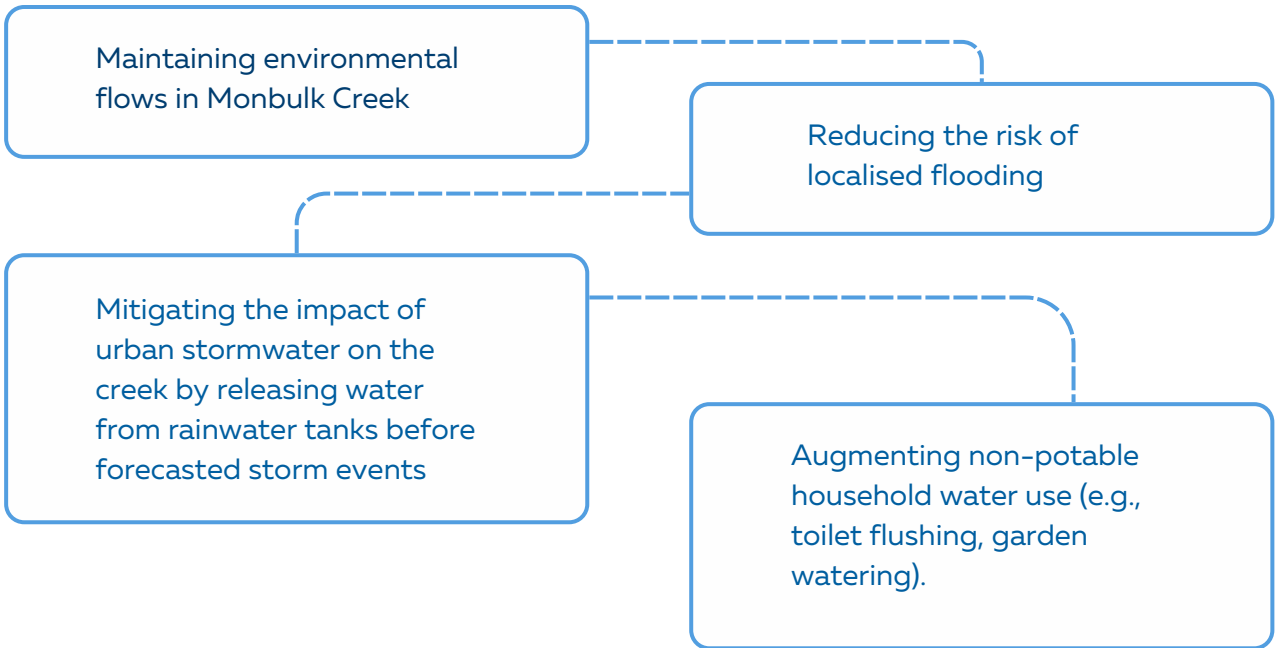 Maintaining environmental
flows in Monbulk Creek
Reducing the risk of
localised flooding
Mitigating the impact of
urban stormwater on the
creek by releasing water
from rainwater tanks before
forecasted storm events
Augmenting non-potable
household water use (e.g.,
toilet flushing, garden
watering).